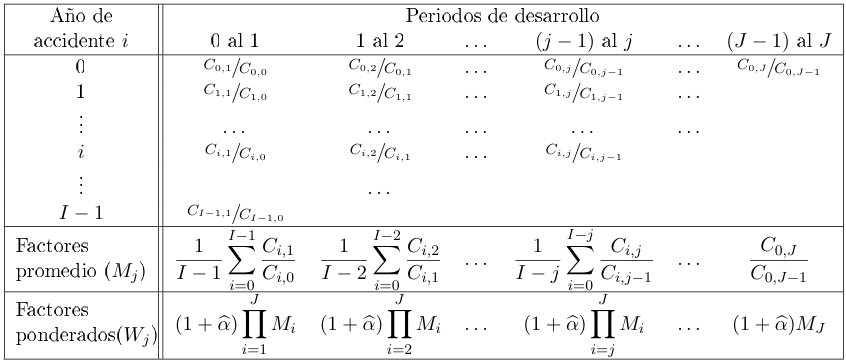 Año de Periodos de desarrollo
accidente i 0 al 1 1 al 2 ... (j − 1) al j ... (J − 1) al J
0 C_{0,1}/C_{0,0} C_{0,2}/C_{0,1} ... C_{0,j}/C_{0,j−1} ... C_{0,J}/C_{0,J−1}
1 C_{1,1}/C_{1,0} C_{1,2}/C_{1,1} ... C_{1,j}/C_{1,j−1} ...
⋮ ... ... ... ... ...
i C_{i,1}/C_{i,0} C_{i,2}/C_{i,1} ... C_{i,j}/C_{i,j−1}
⋮ ...
I − 1 C_{I−1,1}/C_{I−1,0}
Factores
promedio (M_j) \frac{1}{I−1} \sum_{i=0}^{I−1} \frac{C_{i,1}}{C_{i,0}} \frac{1}{I−2} \sum_{i=0}^{I−2} \frac{C_{i,2}}{C_{i,1}} ... \frac{1}{I−j} \sum_{i=0}^{I−j} \frac{C_{i,j}}{C_{i,j−1}} ... \frac{C_{0,J}}{C_{0,J−1}}
Factores
ponderados(W_j) (1 + \widehat{α}) \prod_{i=1}^{J} M_i (1 + \widehat{α}) \prod_{i=2}^{J} M_i ... (1 + \widehat{α}) \prod_{i=j}^{J} M_i ... (1 + \widehat{α})M_J